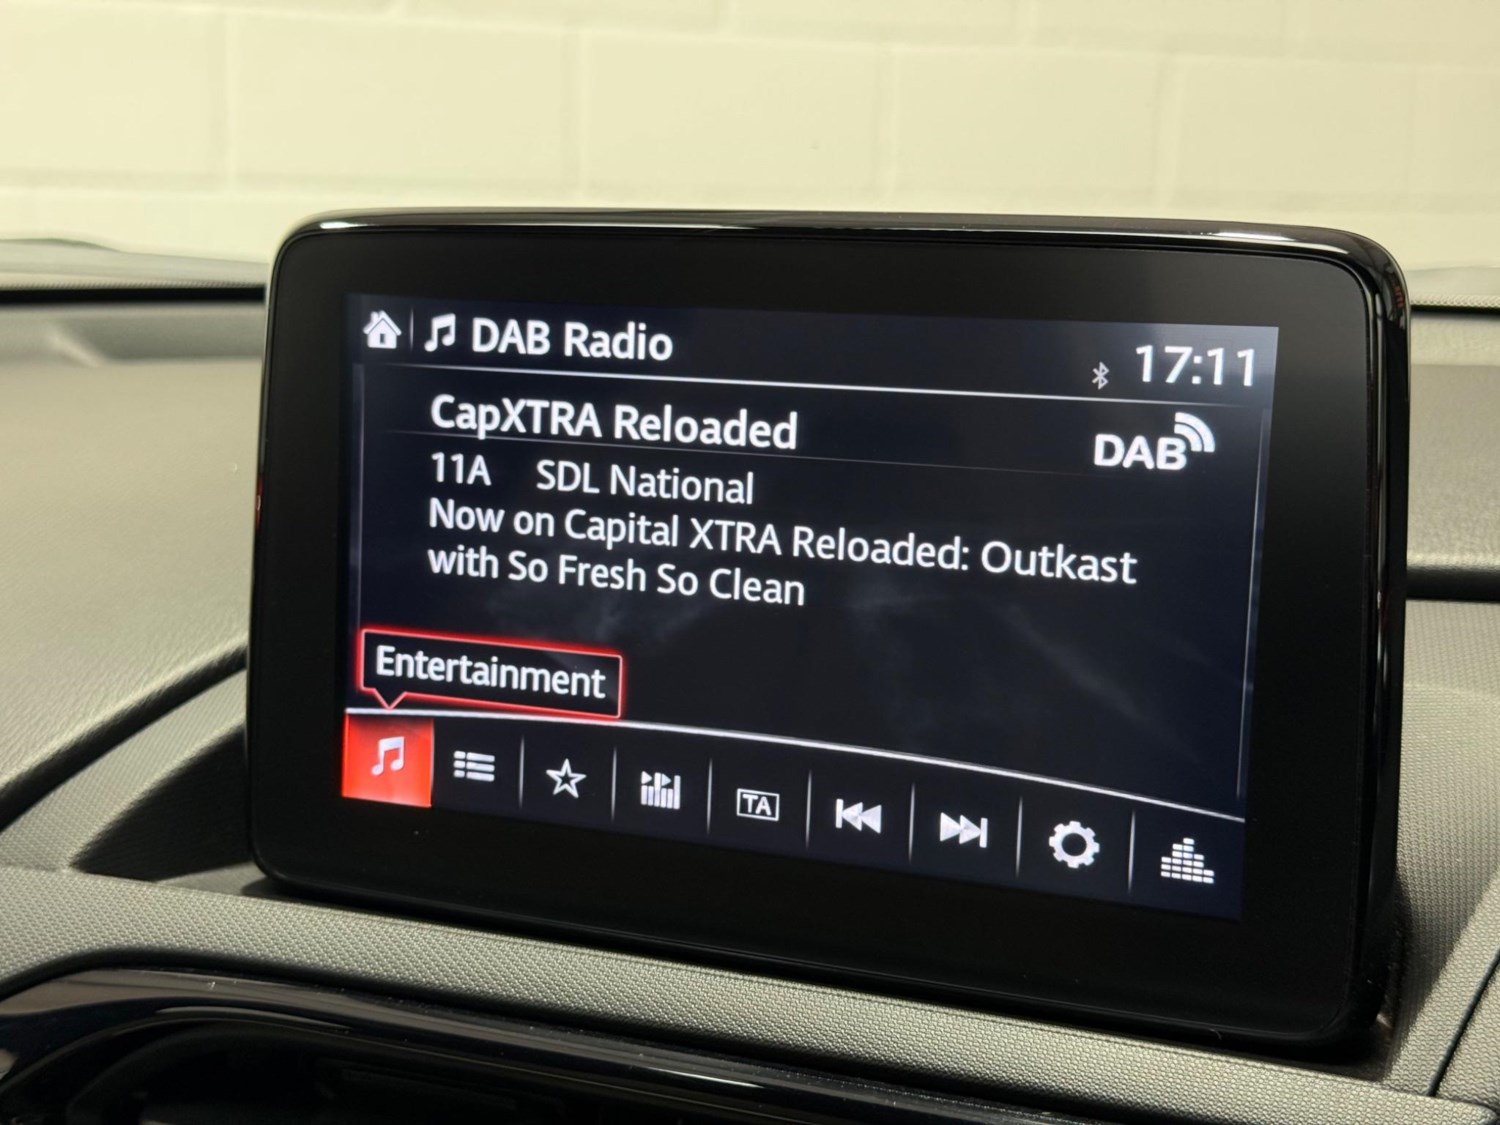 DAB Radio
17:11
CapXTRA Reloaded
DAB
11A SDL National
Now on Capital XTRA Reloaded: Outkast
with So Fresh So Clean
Entertainment
TA